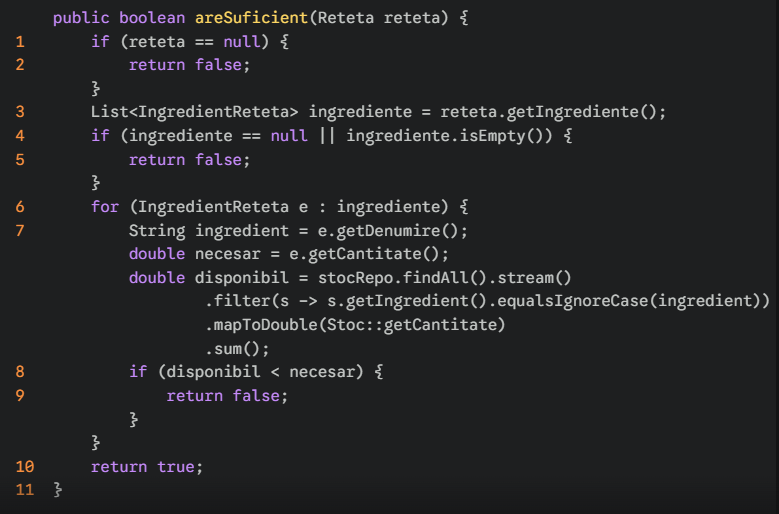 public boolean areSuficient(Reteta reteta) {
1 if (reteta == null) {
2 return false;
}
3 List<IngredientReteta> ingrediente = reteta.getIngrediente();
4 if (ingrediente == null || ingrediente.isEmpty()) {
5 return false;
}
6 for (IngredientReteta e : ingrediente) {
7 String ingredient = e.getDenumire();
double necesar = e.getCantitate();
double disponibil = stocRepo.findAll().stream()
.filter(s -> s.getIngredient().equalsIgnoreCase(ingredient))
.mapToDouble(Stoc::getCantitate)
.sum();
8 if (disponibil < necesar) {
9 return false;
}
}
10 return true;
11 }